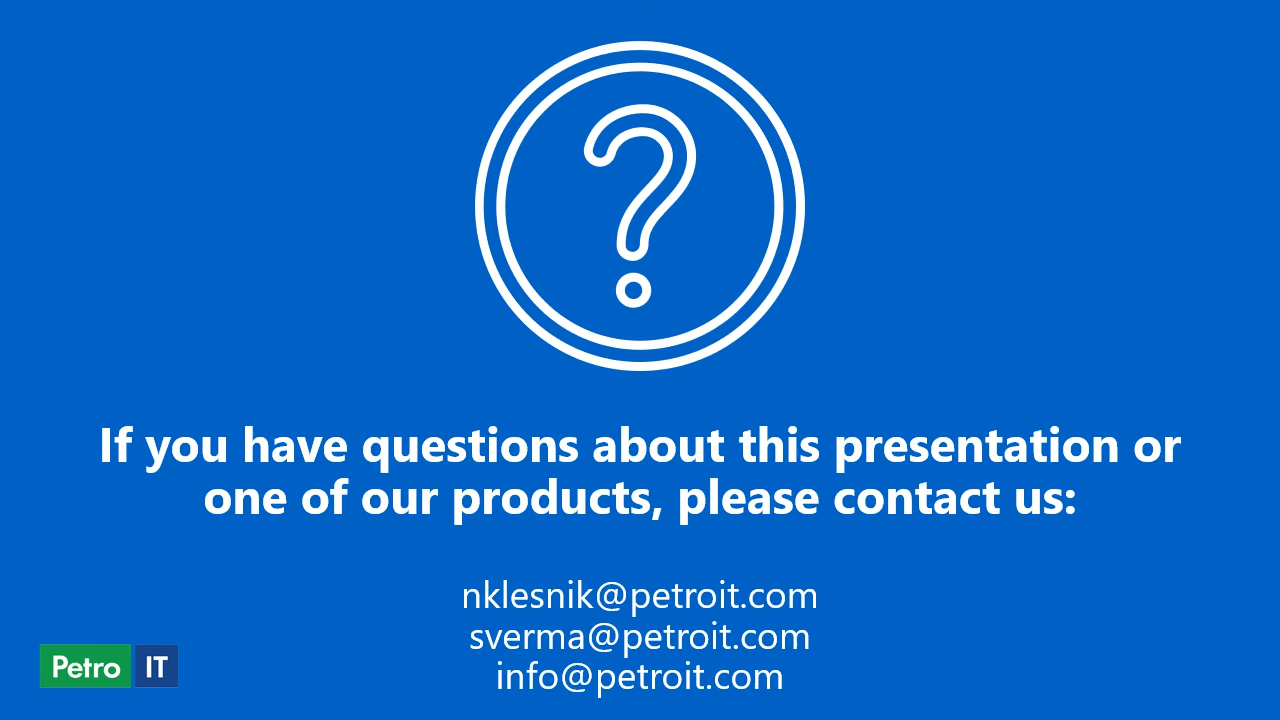 If you have questions about this presentation or
one of our products, please contact us:
nklesnik@petroit.com
sverma@petroit.com
info@petroit.com
Petro IT